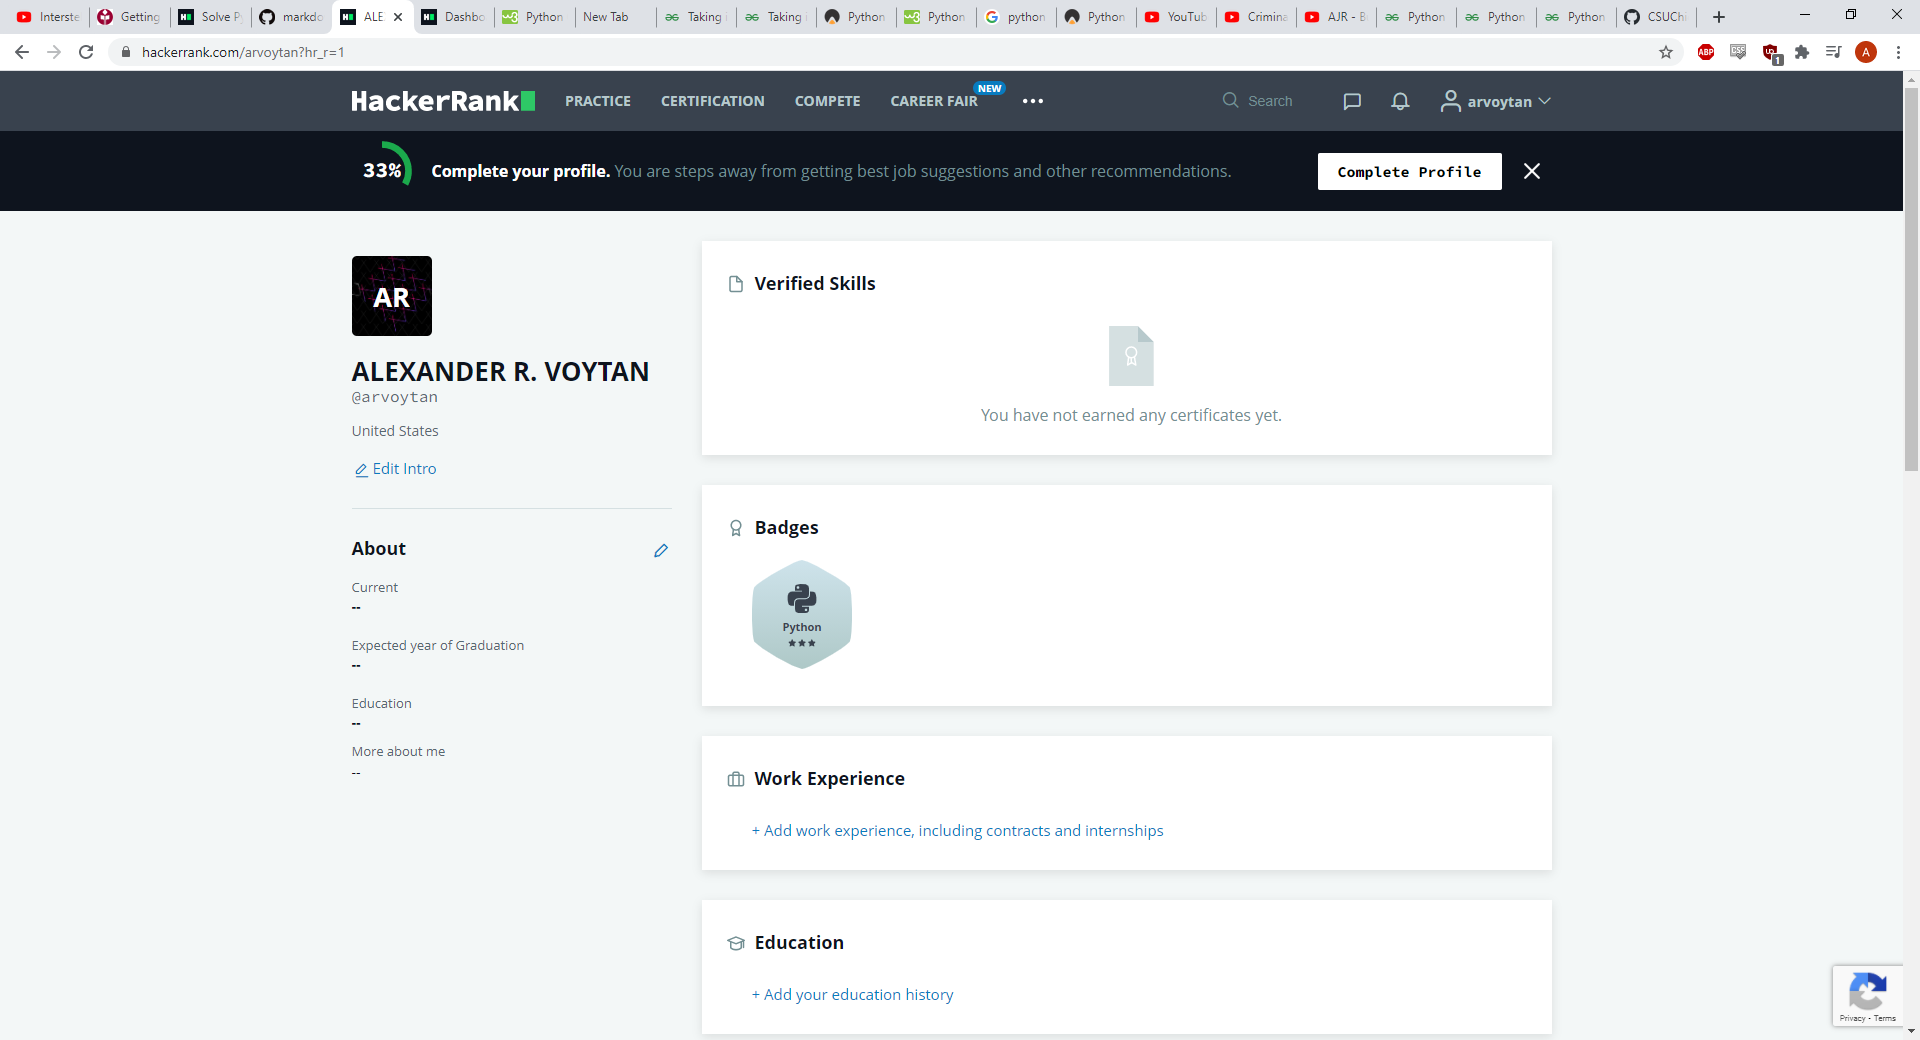 Interste
Getting
Solve P
markdo
ALE
Dashbo
Python
New Tab
Taking
Taking
Python
Python
python
Python
YouTub
Crimina
AJR - B
Python
Python
Python
CSUChi
hackerrank.com/arvoytan?hr_r=1
ABP
CSS
1
A
HackerRank
PRACTICE
CERTIFICATION
COMPETE
CAREER FAIR
NEW
Search
arvoytan
33%
Complete your profile. You are steps away from getting best job suggestions and other recommendations.
Complete Profile
AR
ALEXANDER R. VOYTAN
@arvoytan
United States
Edit Intro
About
Current
--
Expected year of Graduation
--
Education
--
More about me
--
Verified Skills
You have not earned any certificates yet.
Badges
Python
Work Experience
+ Add work experience, including contracts and internships
Education
+ Add your education history
Privacy - Terms